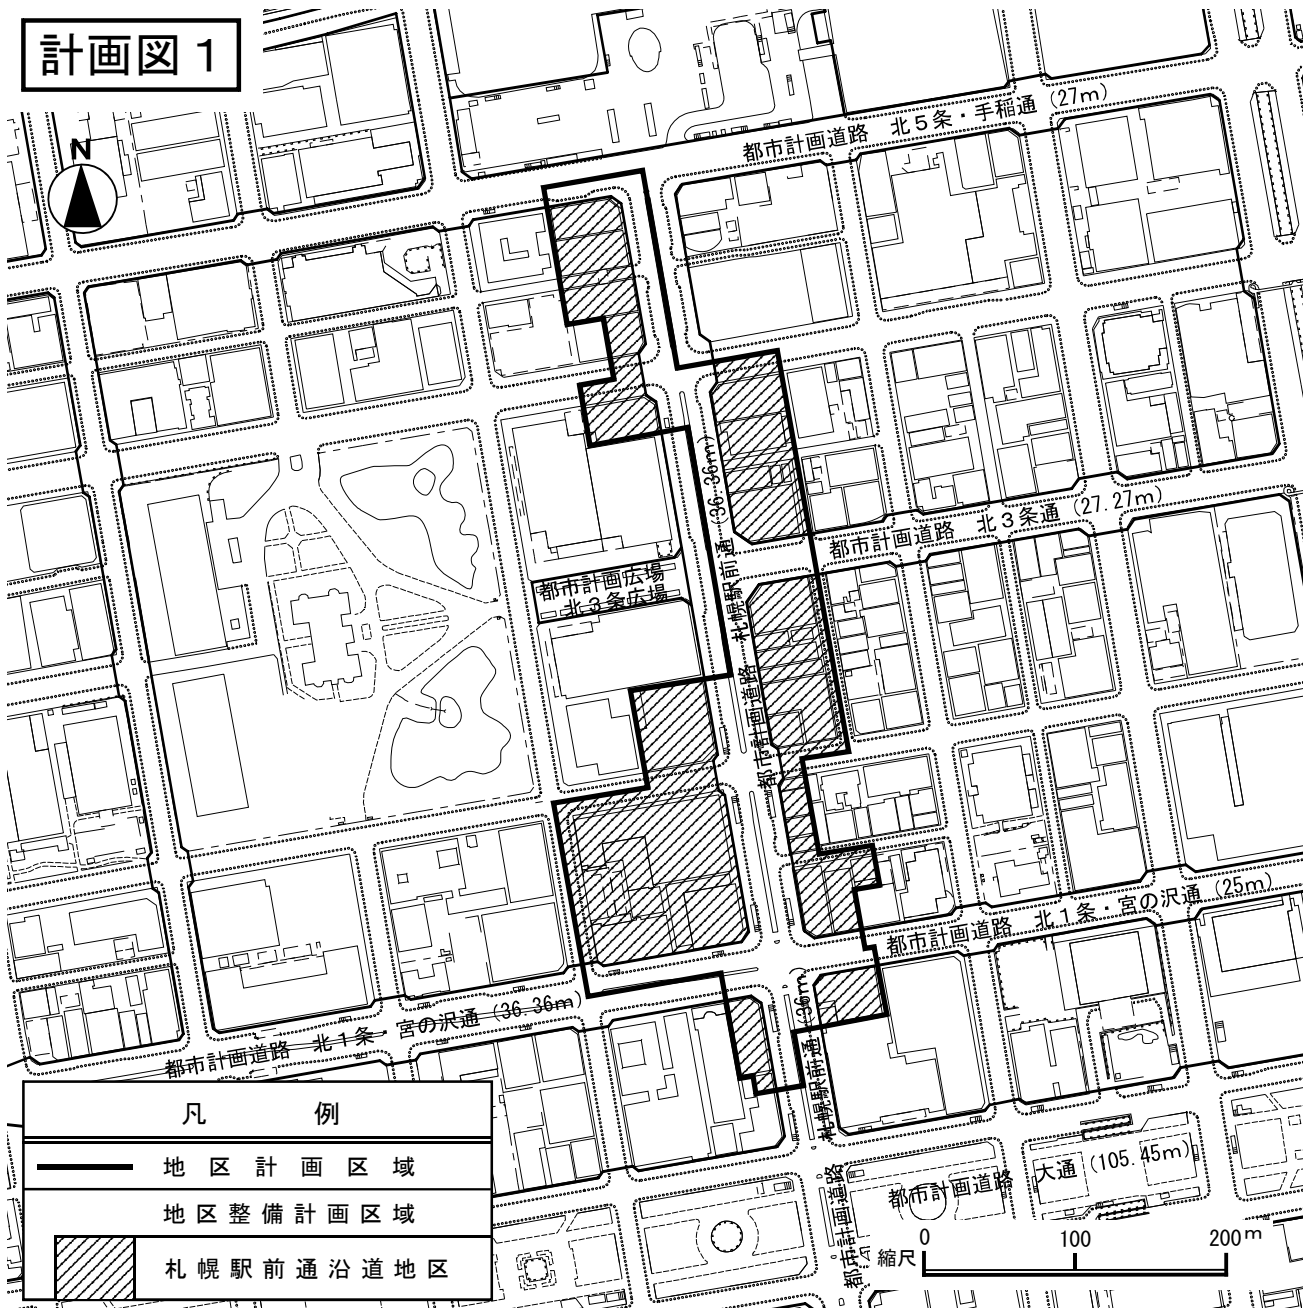 計画図1
N
都市計画道路　北5条・手稲通（27m）
都市計画道路　北3条通（27.27m）
都市計画広場
北3条広場
都市計画道路　札幌駅前通（36.36m）
都市計画道路　北1条・宮の沢通（25m）
都市計画道路　北1条・宮の沢通（36.36m）
都市計画道路　札幌駅前通（36m）
都市計画道路　大通（105.45m）
凡　例
地区計画区域
地区整備計画区域
札幌駅前通沿道地区
縮尺
0　100　200m